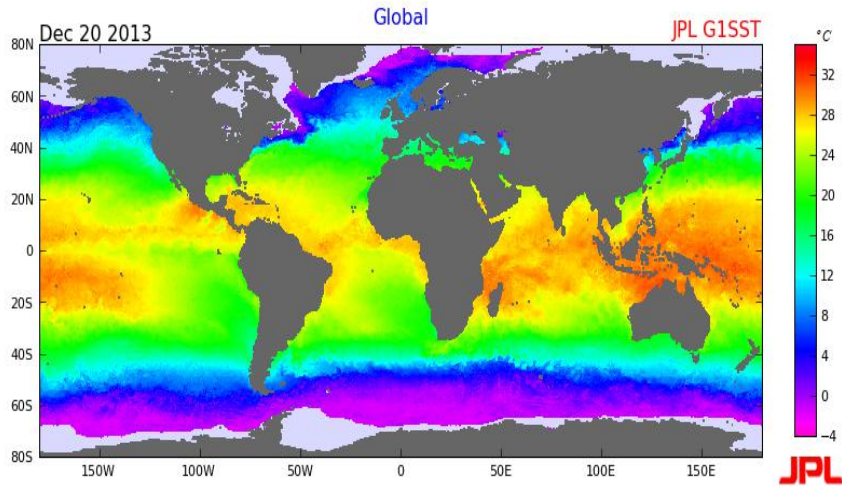 Global
Dec 20 2013
JPL G1SST
°C
80N
60N
40N
20N
0
20S
40S
60S
80S
150W
100W
50W
0
50E
100E
150E
32
28
24
20
16
12
8
4
0
−4
JPL